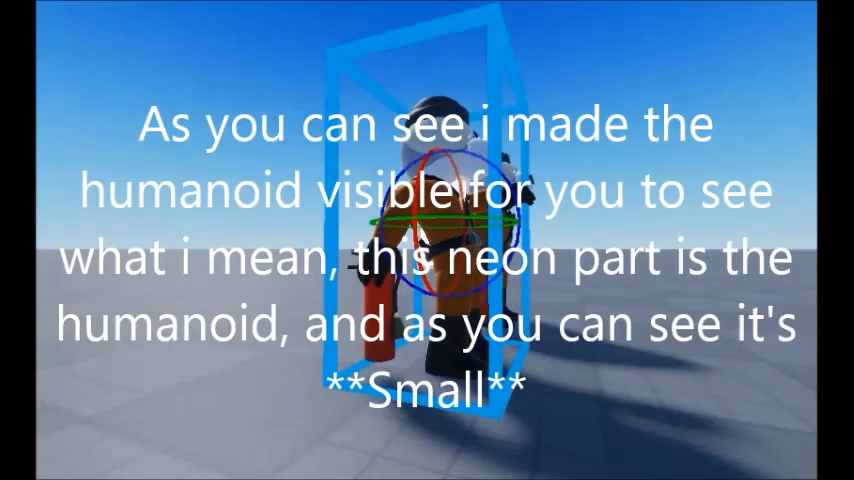 As you can see i made the
humanoid visible for you to see
what i mean, this neon part is the
humanoid, and as you can see it's
**Small**